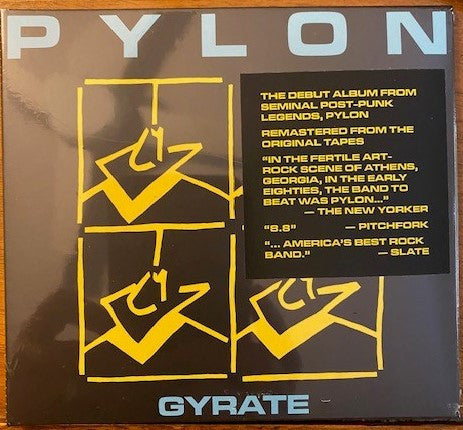 PYLON
THE DEBUT ALBUM FROM
SEMINAL POST-PUNK
LEGENDS, PYLON
REMASTERED FROM THE
ORIGINAL TAPES
"IN THE FERTILE ART-
ROCK SCENE OF ATHENS,
GEORGIA, IN THE EARLY
EIGHTIES, THE BAND TO
BEAT WAS PYLON..."
— THE NEW YORKER
"8.8" — PITCHFORK
"... AMERICA'S BEST ROCK
BAND." — SLATE
GYRATE